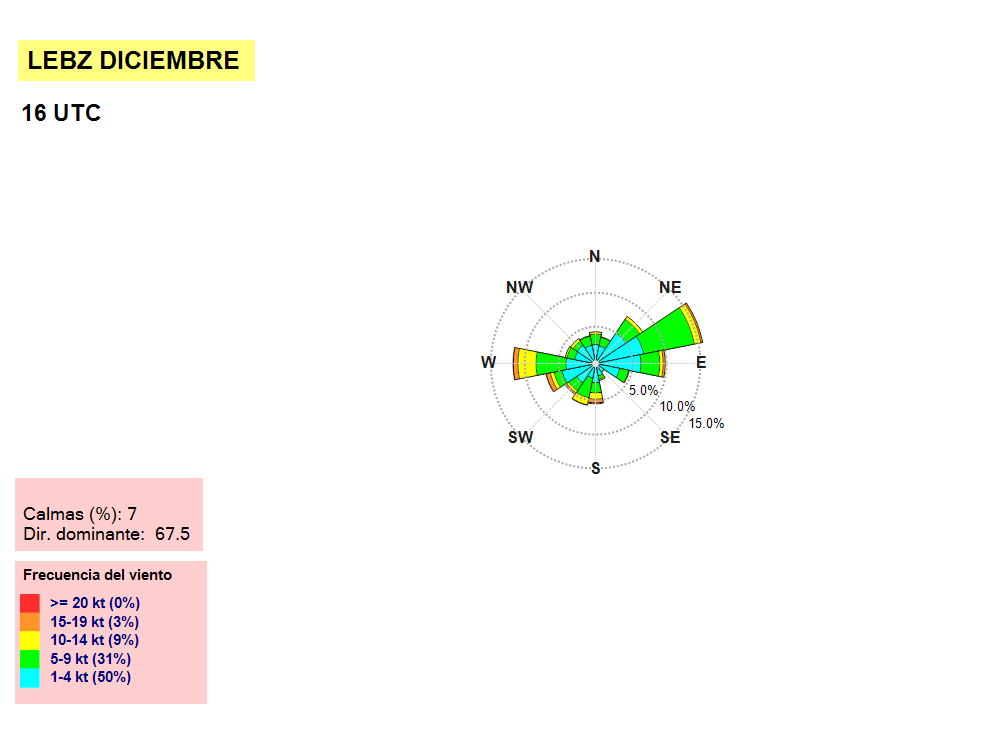 LEBZ DICIEMBRE
16 UTC
N
NW
NE
W
E
5.0%
10.0%
15.0%
SW
SE
S
Calmas (%): 7
Dir. dominante: 67.5
Frecuencia del viento
>= 20 kt (0%)
15-19 kt (3%)
10-14 kt (9%)
5-9 kt (31%)
1-4 kt (50%)